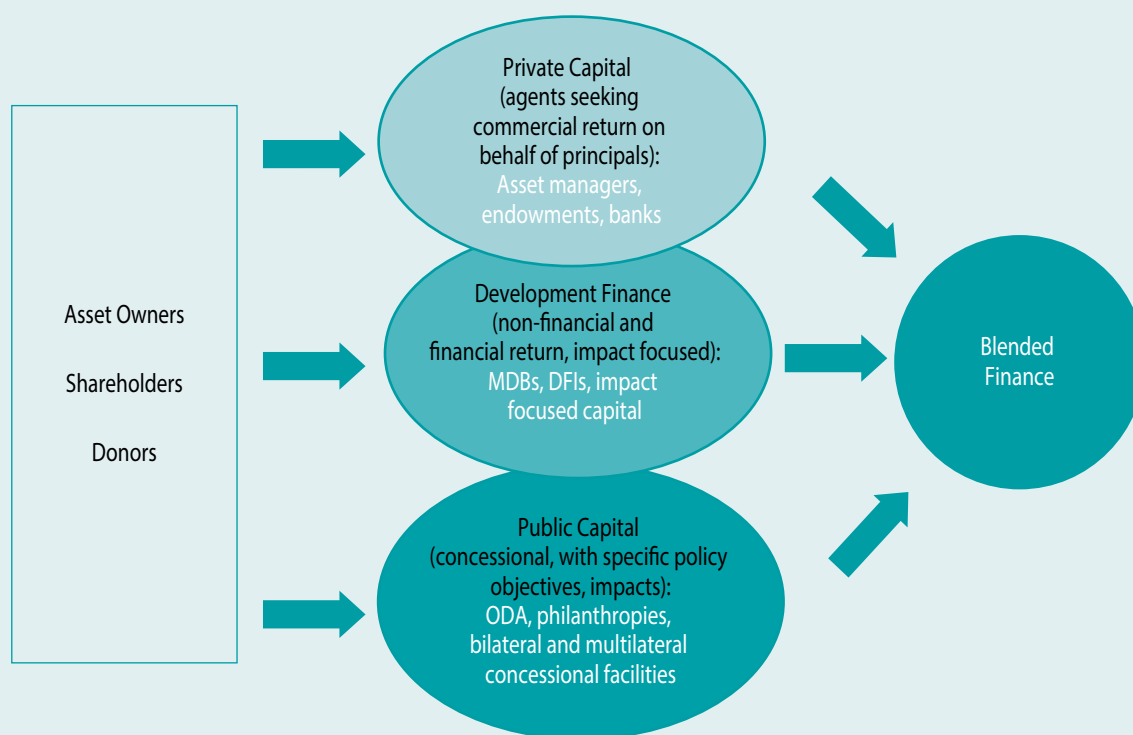 Asset Owners
Shareholders
Donors
Private Capital
(agents seeking
commercial return on
behalf of principals):
Asset managers,
endowments, banks
Development Finance
(non-financial and
financial return, impact focused):
MDBs, DFIs, impact
focused capital
Public Capital
(concessional, with specific policy
objectives, impacts):
ODA, philanthropies,
bilateral and multilateral
concessional facilities
Blended
Finance